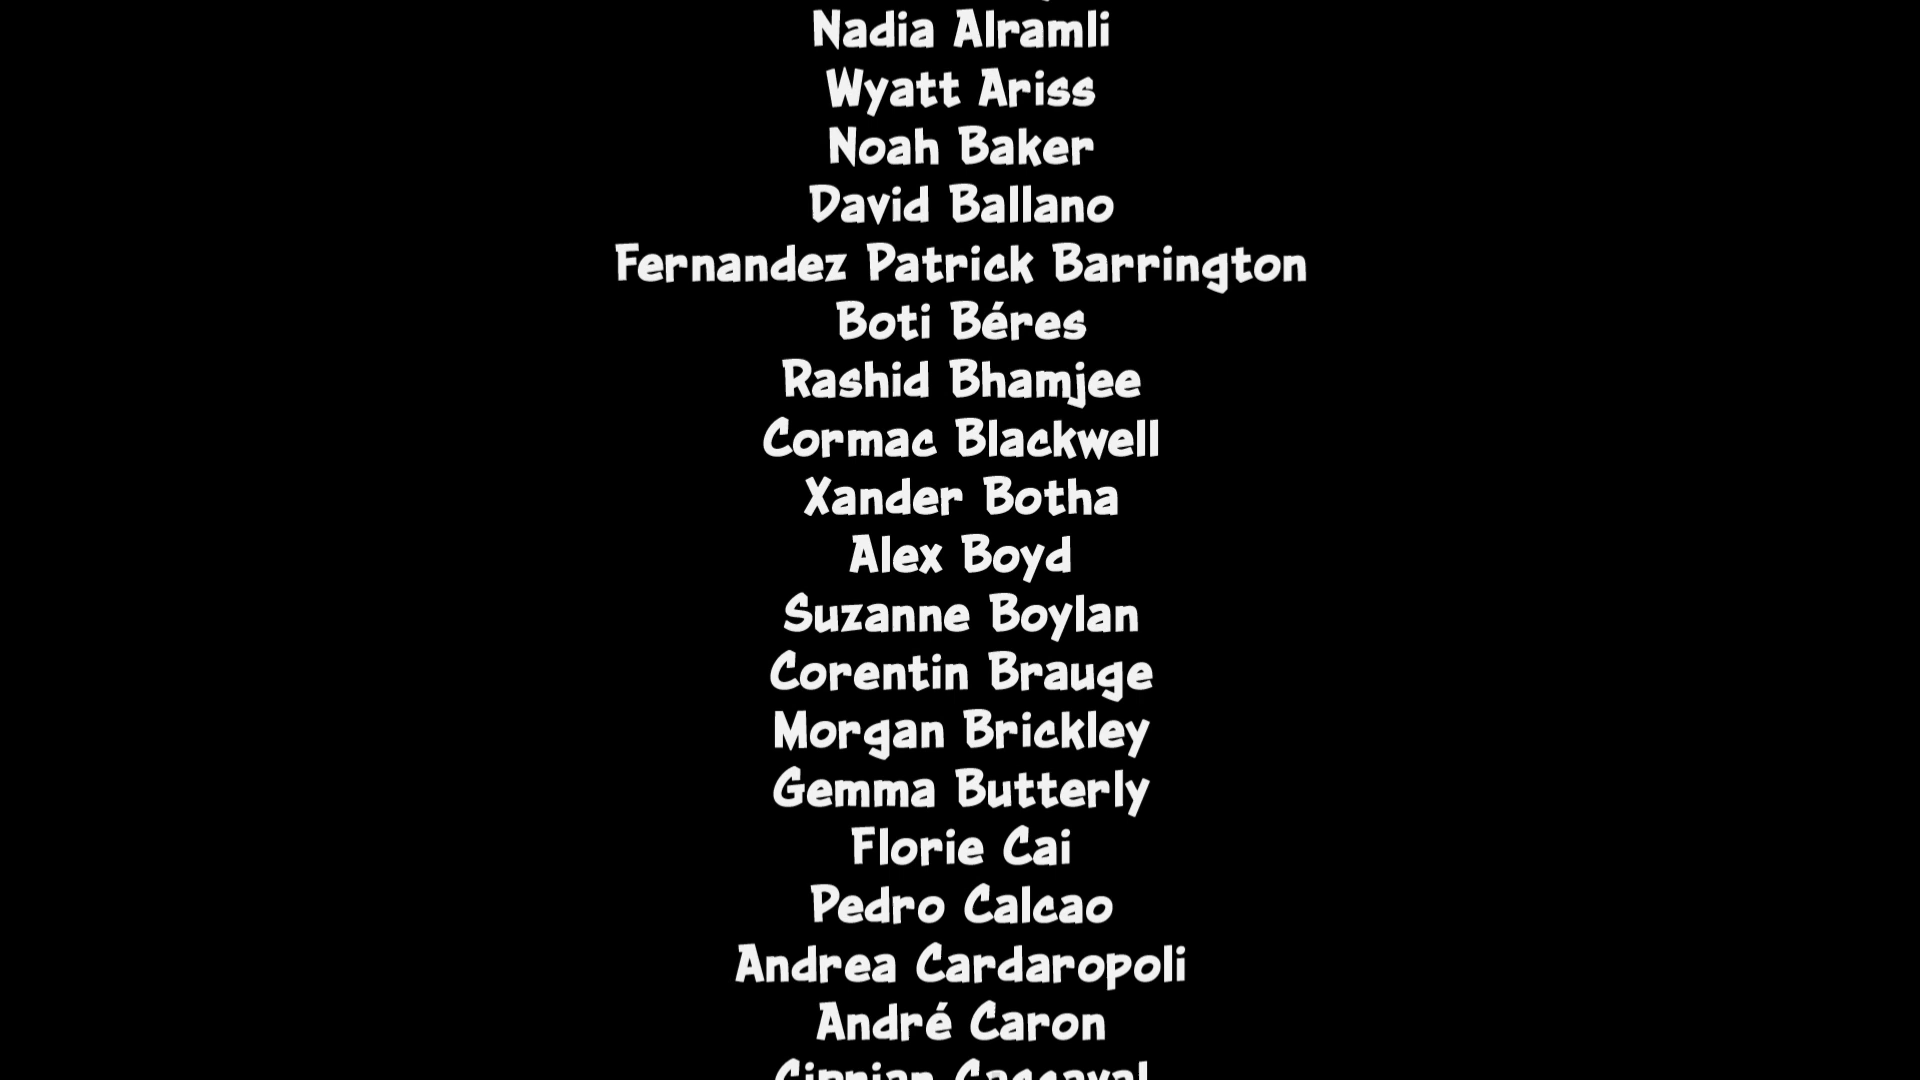 Nadia Alramli
Wyatt Ariss
Noah Baker
David Ballano
Fernandez Patrick Barrington
Boti Béres
Rashid Bhamjee
Cormac Blackwell
Xander Botha
Alex Boyd
Suzanne Boylan
Corentin Brauge
Morgan Brickley
Gemma Butterly
Florie Cai
Pedro Calcao
Andrea Cardaropoli
André Caron